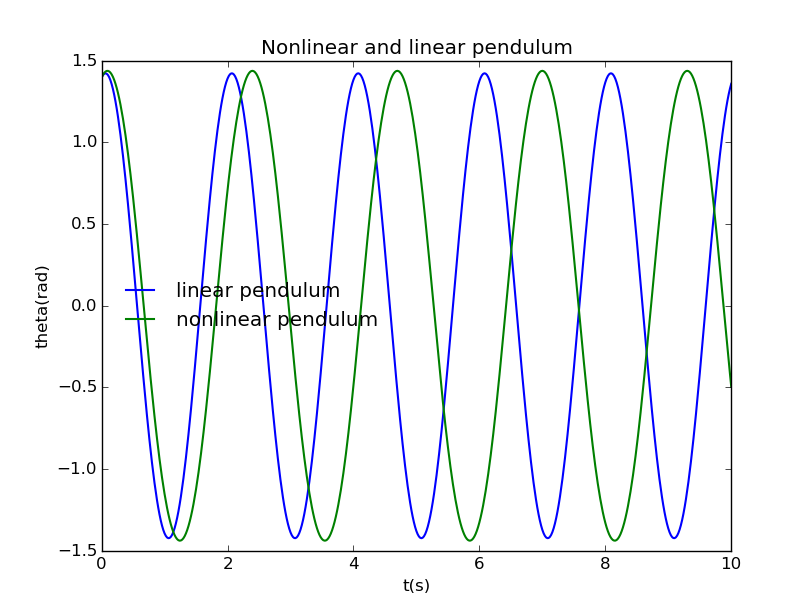 Nonlinear and linear pendulum
1.5
1.0
0.5
0.0
−0.5
−1.0
−1.5
theta(rad)
linear pendulum
nonlinear pendulum
0 2 4 6 8 10
t(s)